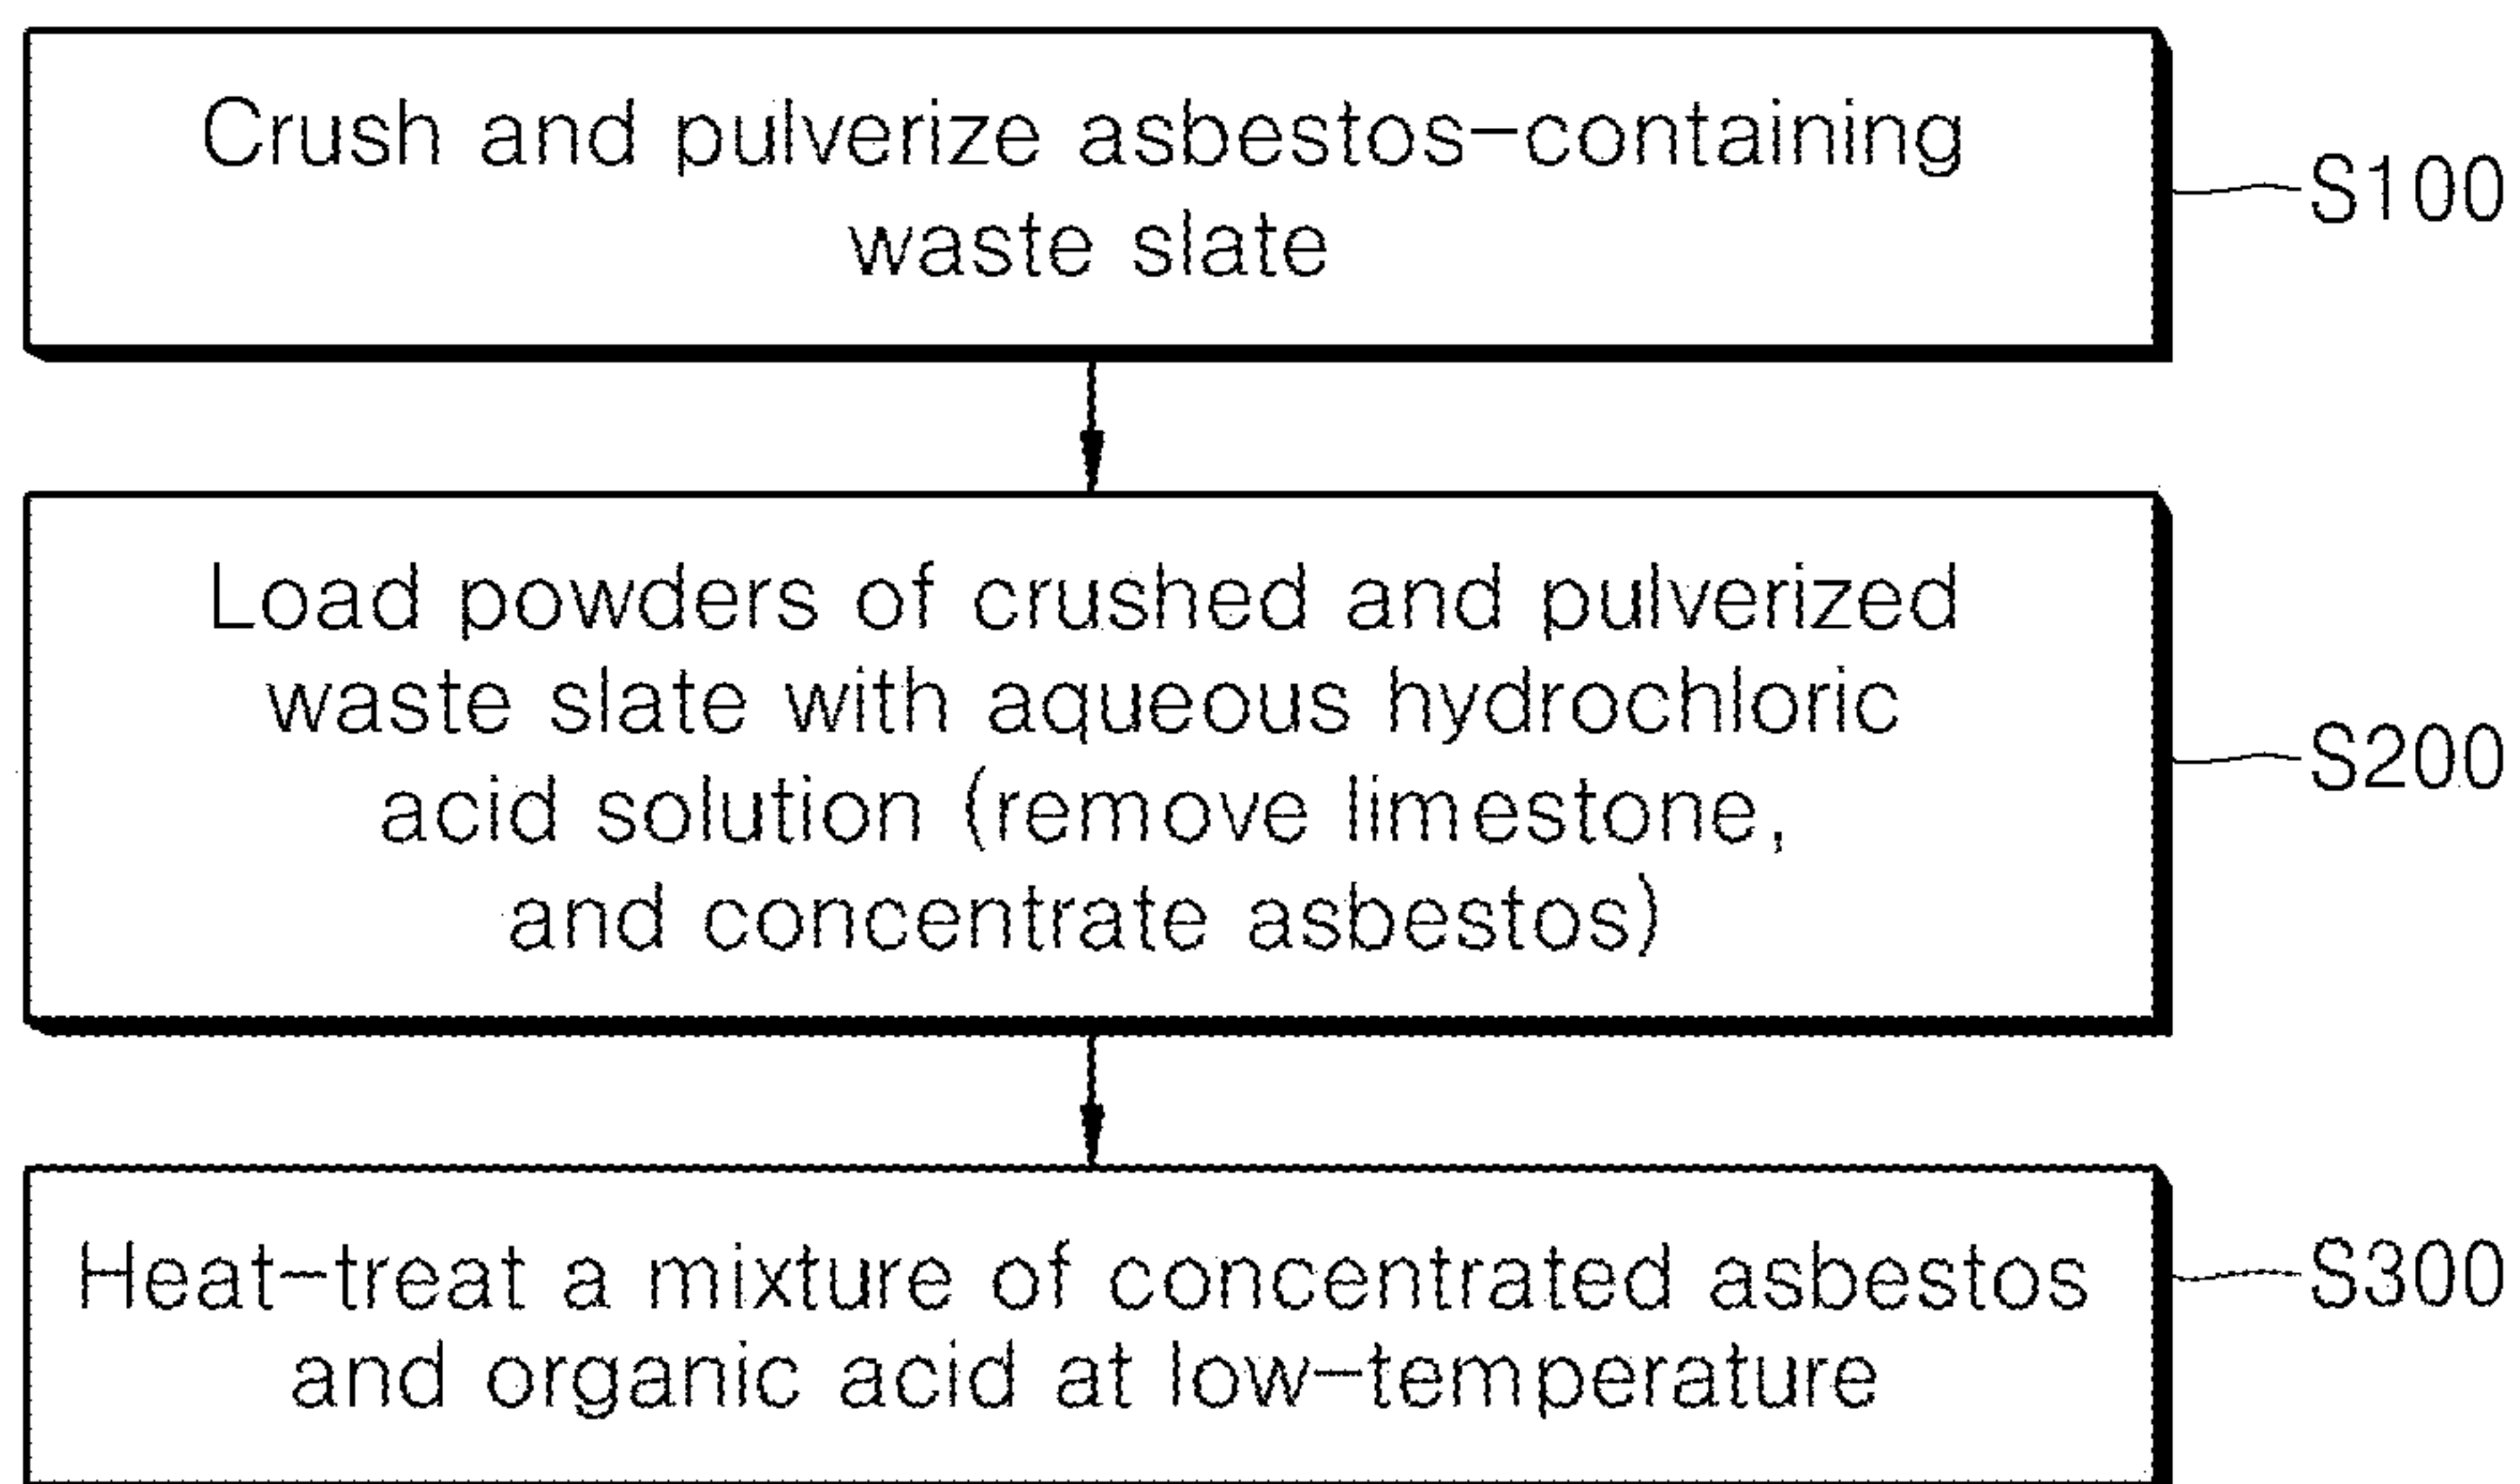 Crush and pulverize asbestos-containing
waste slate
S100
Load powders of crushed and pulverized
waste slate with aqueous hydrochloric
acid solution (remove limestone,
and concentrate asbestos)
S200
Heat-treat a mixture of concentrated asbestos
and organic acid at low-temperature
S300